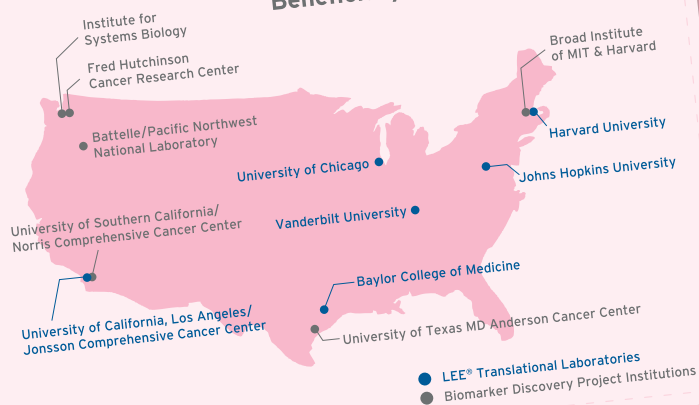 Institute for
Systems Biology
Fred Hutchinson
Cancer Research Center
Battelle/Pacific Northwest
National Laboratory
Broad Institute
of MIT & Harvard
Harvard University
University of Chicago
Johns Hopkins University
Vanderbilt University
University of Southern California/
Norris Comprehensive Cancer Center
Baylor College of Medicine
University of California, Los Angeles/
Jonsson Comprehensive Cancer Center
University of Texas MD Anderson Cancer Center
LEE® Translational Laboratories
Biomarker Discovery Project Institutions